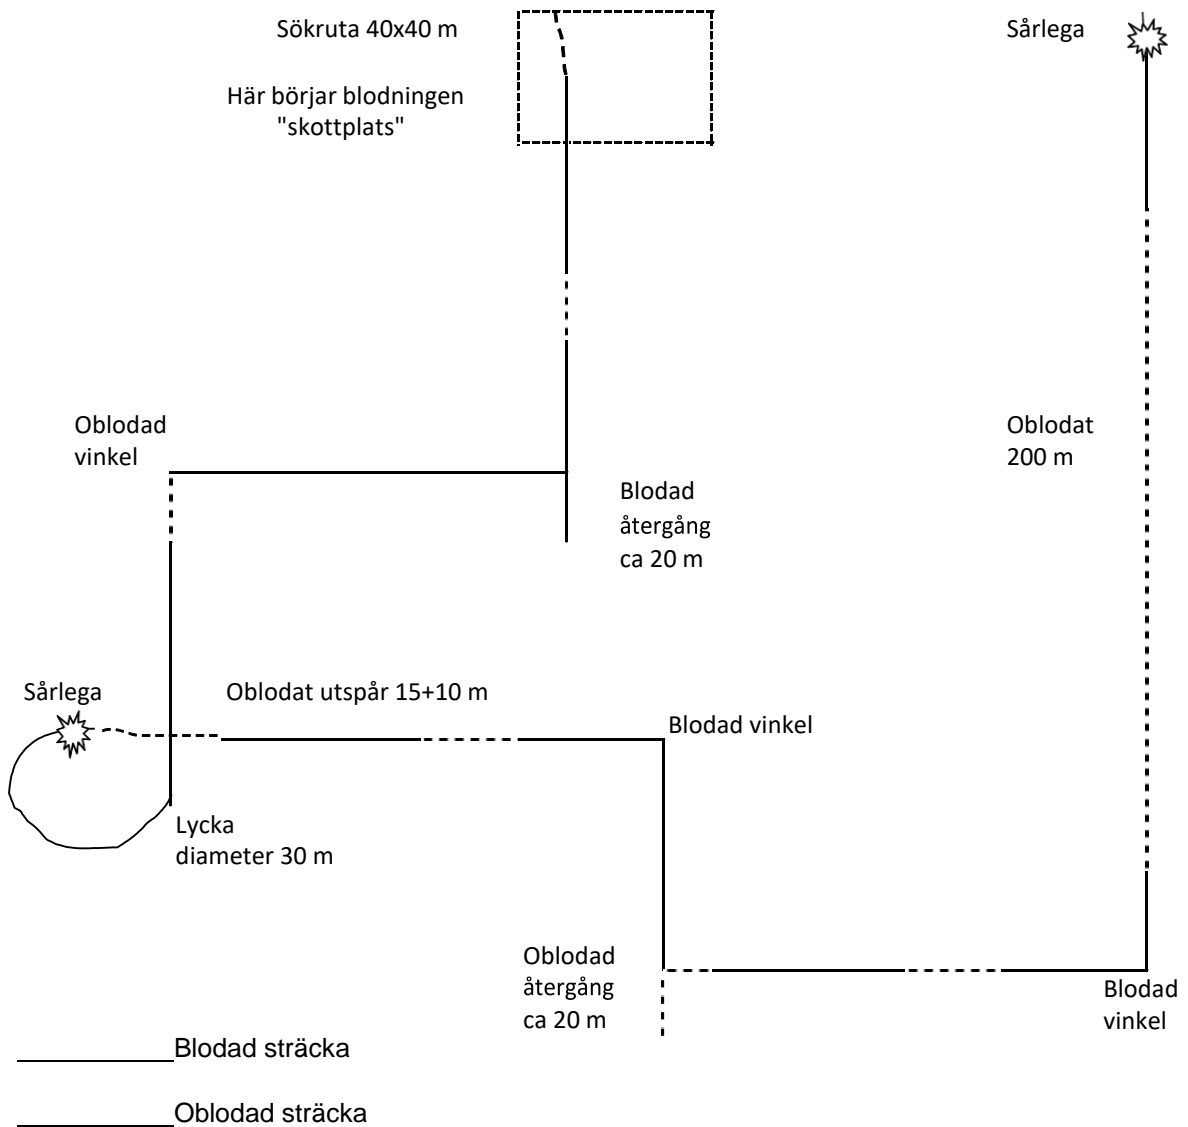 Sökruta 40x40 m
Sårlega
Här börjar blodningen
"skottplats"
Oblodad
vinkel
Oblodat
200 m
Blodad
återgång
ca 20 m
Sårlega
Oblodat utspår 15+10 m
Blodad vinkel
Lycka
diameter 30 m
Oblodad
återgång
ca 20 m
Blodad
vinkel
Blodad sträcka
Oblodad sträcka